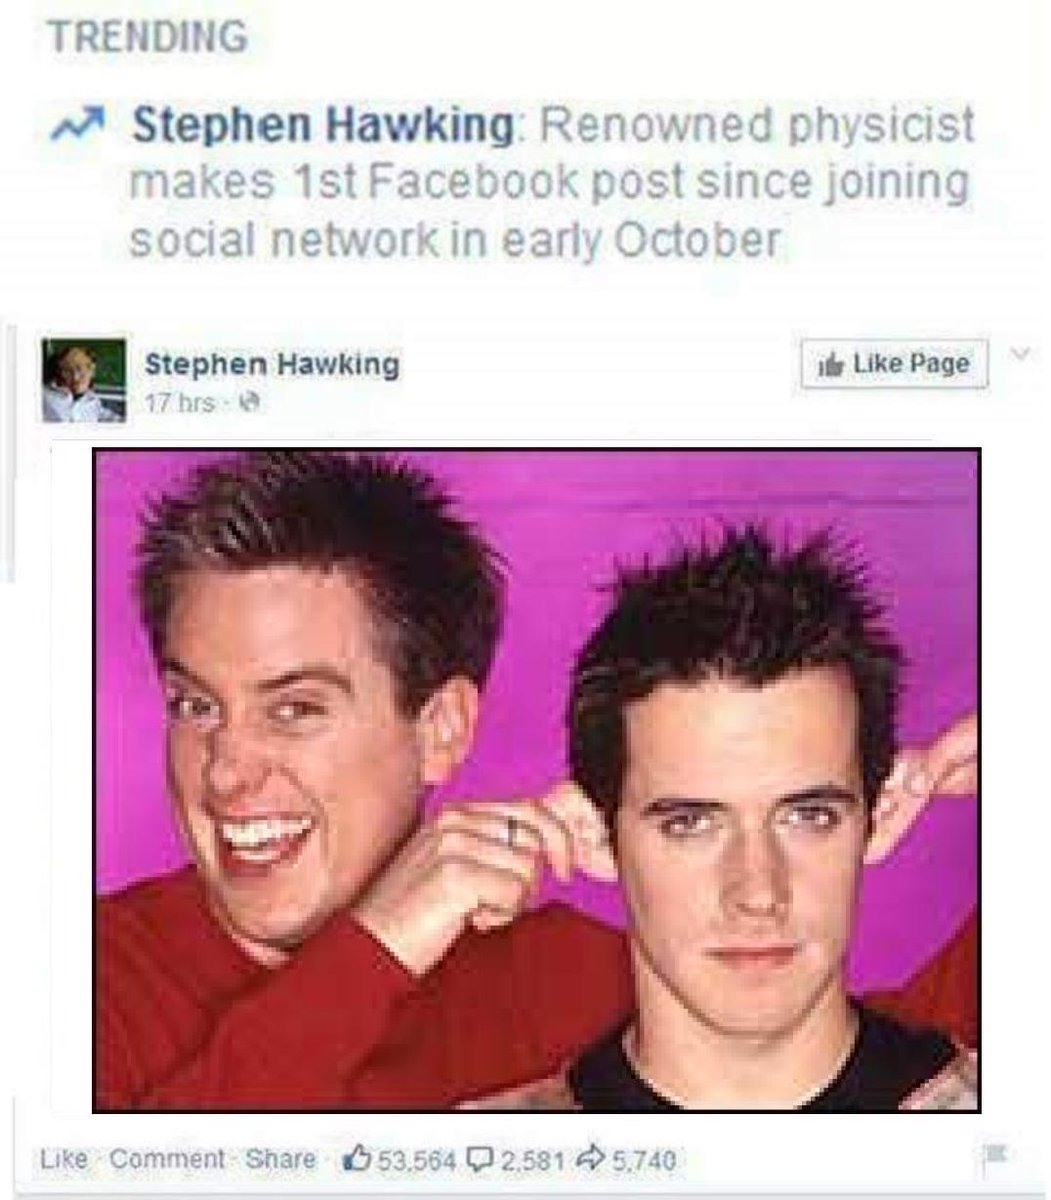 TRENDING
Stephen Hawking: Renowned physicist
makes 1st Facebook post since joining
social network in early October
Stephen Hawking
Like Page
17 hrs ·
Like · Comment · Share · 53,564 2,581 5,740